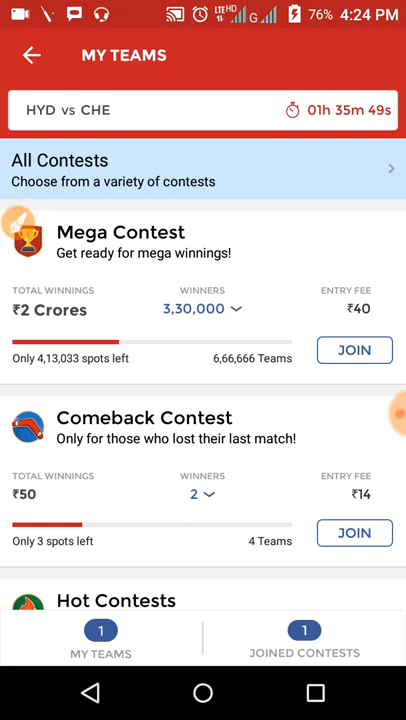 LTE HD G 76% 4:24 PM
MY TEAMS
HYD vs CHE 01h 35m 49s
All Contests
Choose from a variety of contests
Mega Contest
Get ready for mega winnings!
TOTAL WINNINGS WINNERS ENTRY FEE
₹2 Crores 3,30,000 ₹40
JOIN
Only 4,13,033 spots left 6,66,666 Teams
Comeback Contest
Only for those who lost their last match!
TOTAL WINNINGS WINNERS ENTRY FEE
₹50 2 ₹14
JOIN
Only 3 spots left 4 Teams
Hot Contests
1 1
MY TEAMS JOINED CONTESTS